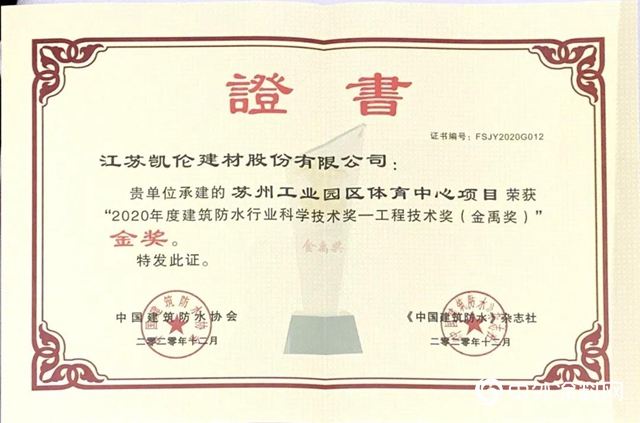 證書
证书编号：FSJY2020G012
江苏凯伦建材股份有限公司：
贵单位承建的 苏州工业园区体育中心项目 荣获
“2020年度建筑防水行业科学技术奖—工程技术奖（金禹奖）”
金奖。
金禹奖
特发此证。
中国建筑防水协会
《中国建筑防水》杂志社
二〇二〇年十二月
二〇二〇年十二月